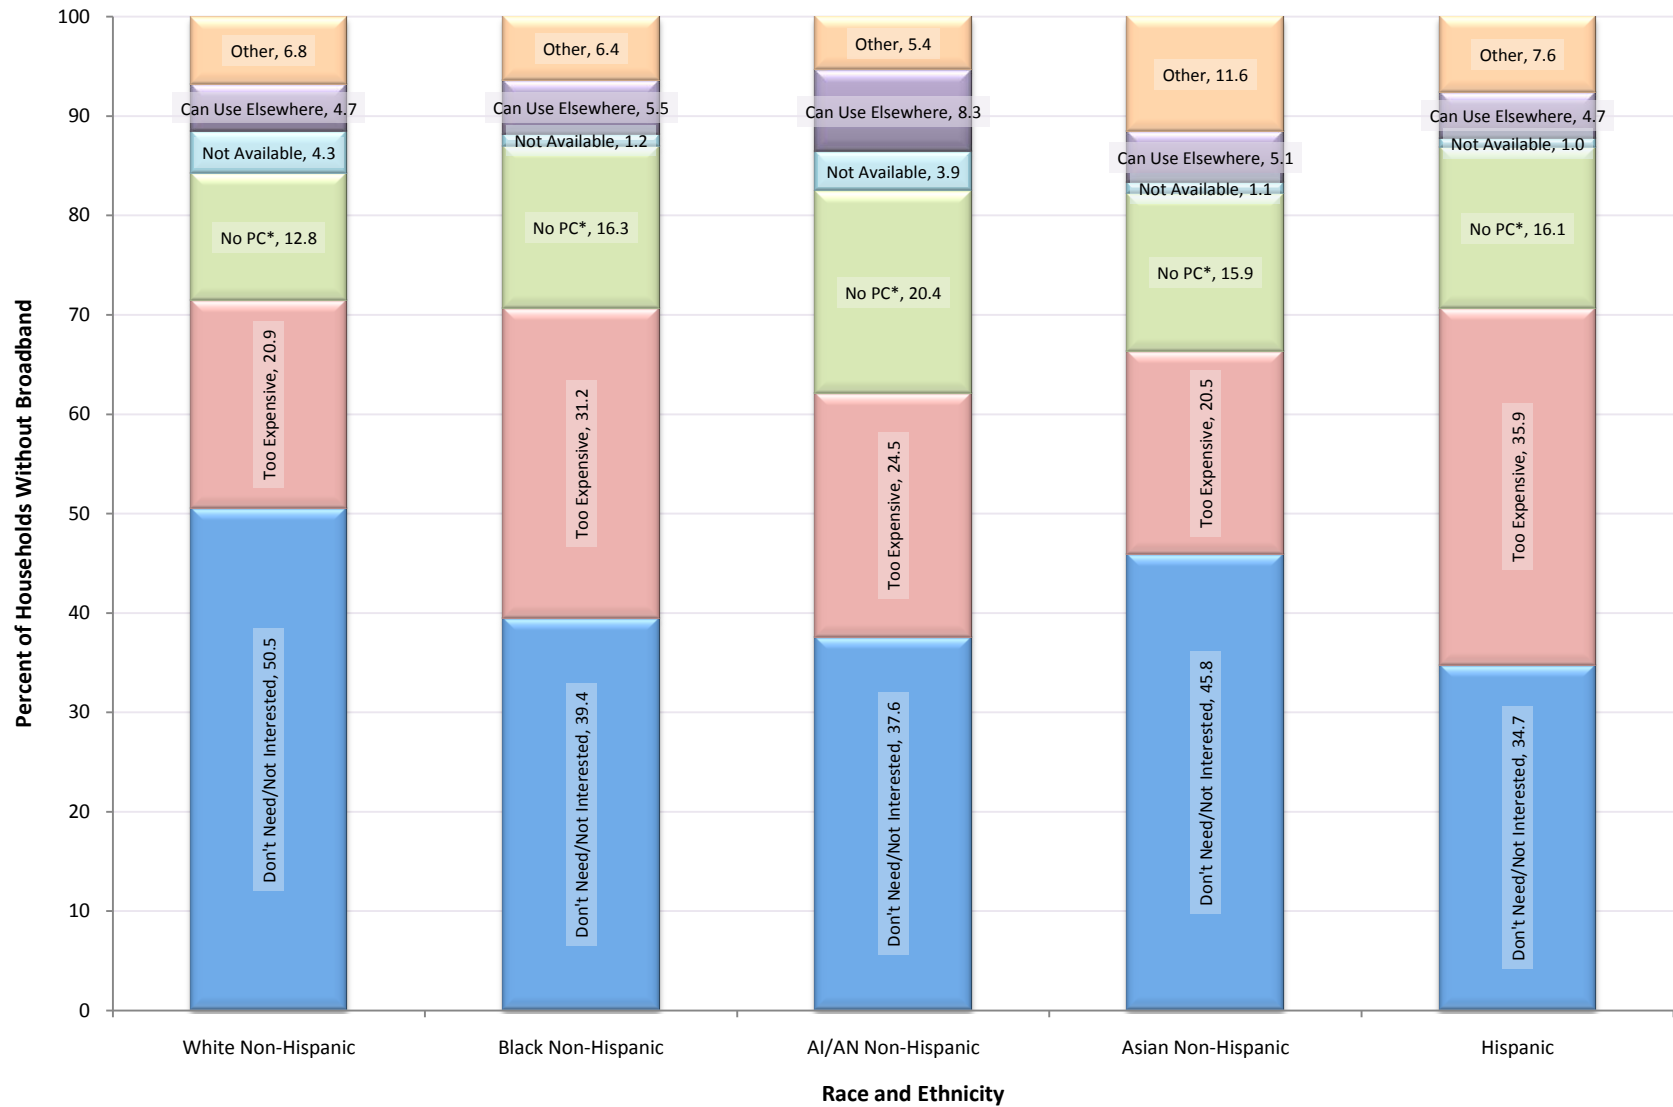 Percent of Households Without Broadband
100
90
80
70
60
50
40
30
20
10
0
Other, 6.8
Can Use Elsewhere, 4.7
Not Available, 4.3
No PC*, 12.8
Too Expensive, 20.9
Don't Need/Not Interested, 50.5
Other, 6.4
Can Use Elsewhere, 5.5
Not Available, 1.2
No PC*, 16.3
Too Expensive, 31.2
Don't Need/Not Interested, 39.4
Other, 5.4
Can Use Elsewhere, 8.3
Not Available, 3.9
No PC*, 20.4
Too Expensive, 24.5
Don't Need/Not Interested, 37.6
Other, 11.6
Can Use Elsewhere, 5.1
Not Available, 1.1
No PC*, 15.9
Too Expensive, 20.5
Don't Need/Not Interested, 45.8
Other, 7.6
Can Use Elsewhere, 4.7
Not Available, 1.0
No PC*, 16.1
Too Expensive, 35.9
Don't Need/Not Interested, 34.7
White Non-Hispanic
Black Non-Hispanic
AI/AN Non-Hispanic
Asian Non-Hispanic
Hispanic
Race and Ethnicity